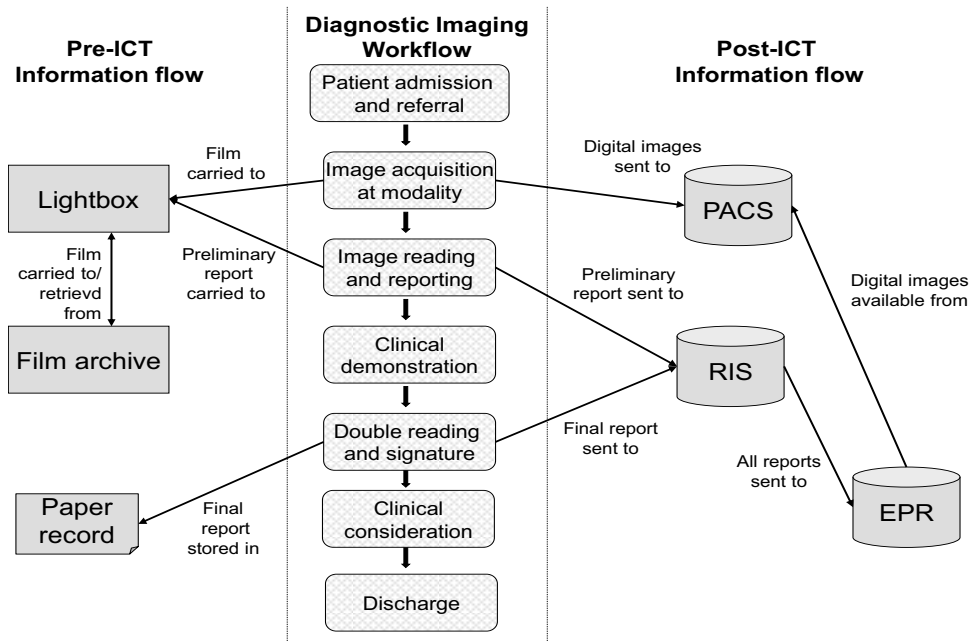 Pre-ICT
Information flow
Diagnostic Imaging
Workflow
Post-ICT
Information flow
Patient admission
and referral
Film
carried to
Image acquisition
at modality
Digital images
sent to
Lightbox
PACS
Film
carried to/
retrievd
from
Preliminary
report
carried to
Image reading
and reporting
Preliminary
report sent to
Digital images
available from
Film archive
Clinical
demonstration
RIS
Double reading
and signature
Final report
sent to
All reports
sent to
Paper
record
Final
report
stored in
Clinical
consideration
EPR
Discharge